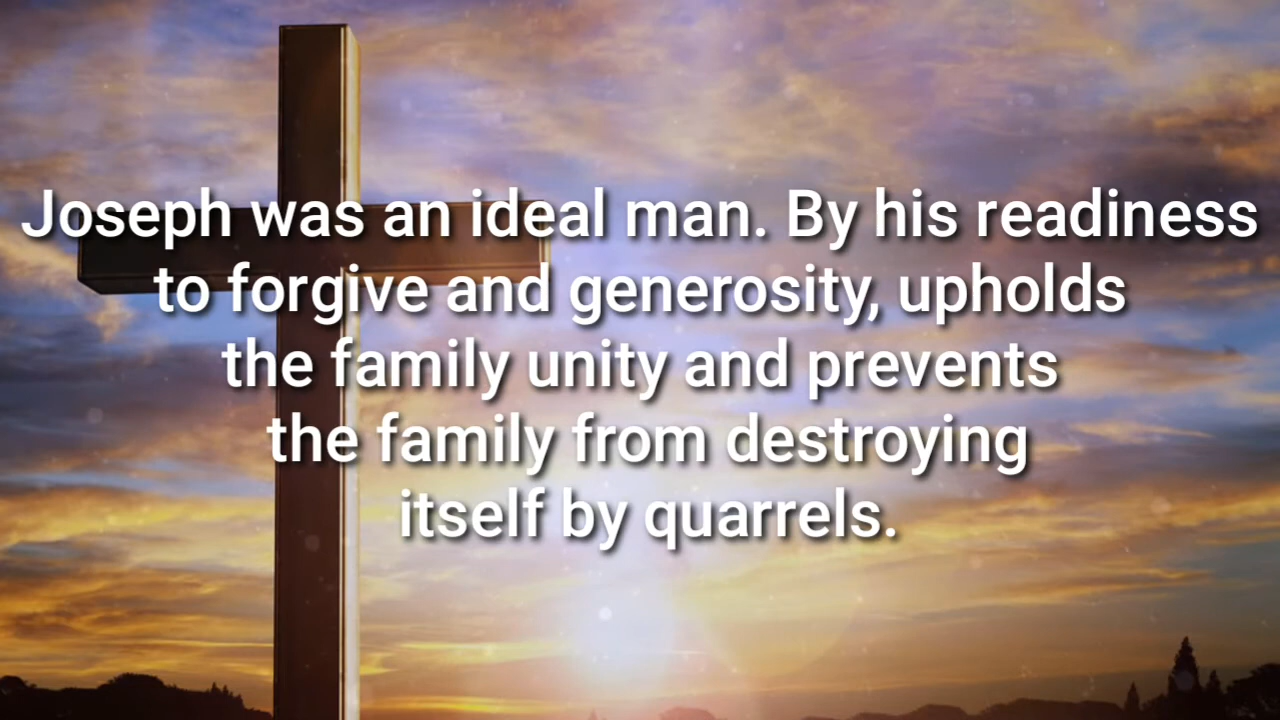 Joseph was an ideal man. By his readiness
to forgive and generosity, upholds
the family unity and prevents
the family from destroying
itself by quarrels.